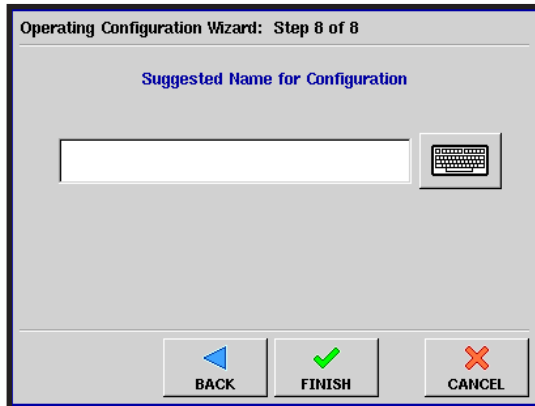 Operating Configuration Wizard: Step 8 of 8
Suggested Name for Configuration
BACK
FINISH
CANCEL